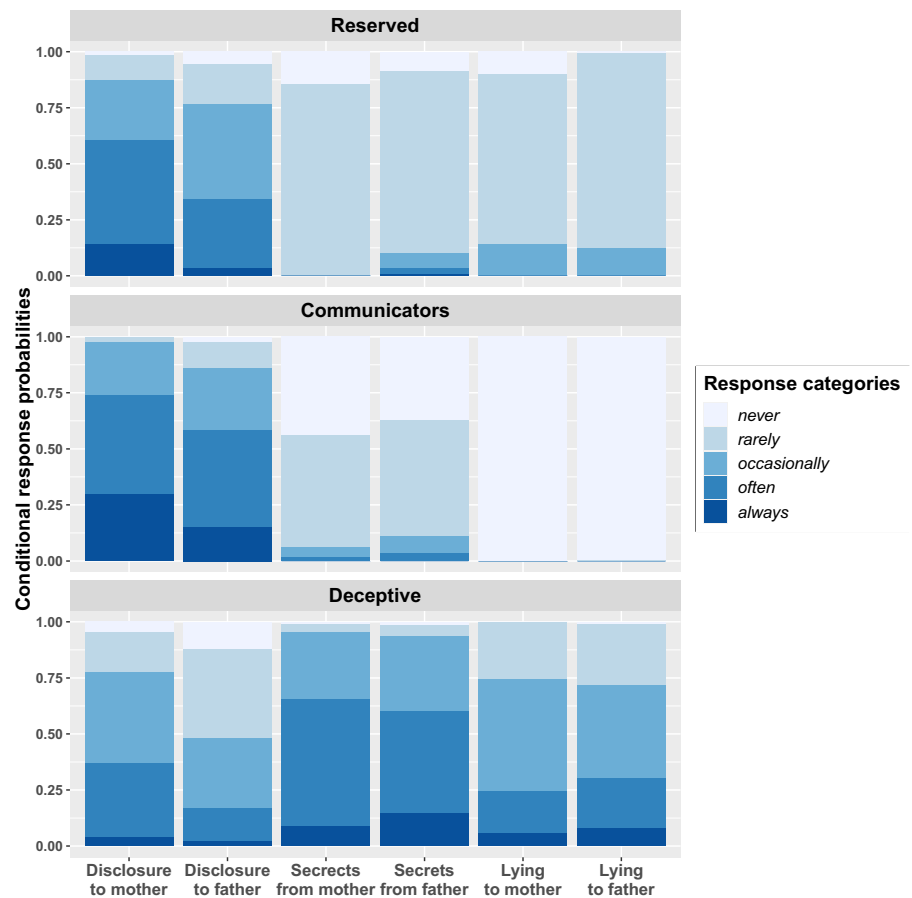 Reserved
1.00
0.75
0.50
0.25
0.00
Communicators
1.00
0.75
0.50
0.25
0.00
Deceptive
1.00
0.75
0.50
0.25
0.00
Conditional response probabilities
Disclosure
to mother
Disclosure
to father
Secrects
from mother
Secrets
from father
Lying
to mother
Lying
to father
Response categories
never
rarely
occasionally
often
always